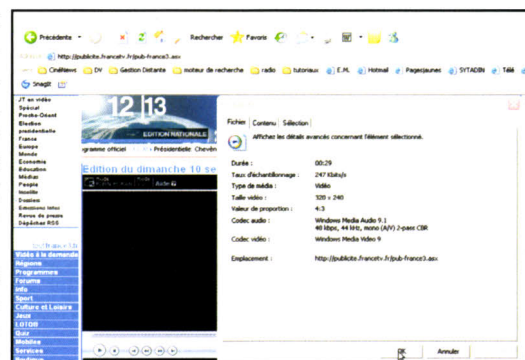 Précédente Rechercher Favoris
http://publicite.francetv.fr/pub-france3.asx
CinéNews DV Gestion Distante moteur de recherche radio tutoriaux E.M. Hotmail Pagesjaunes SYTADIN Télé
SnagIt
JT en vidéo
Spécial
Proche-Orient
Election
présidentielle
France
Europe
Monde
Economie
Education
Médias
People
Insolite
Dossiers
Emissions infos
Revue de presse
Dépêches RSS
Vidéo à la demande
Régions
Programmes
Forums
Info
Sport
Culture et Loisirs
Jeux
LOTO®
Quiz
Mobiles
Services
12 13
EDITION NATIONALE
gramme officiel Présidentielle Chevèn
Edition du dimanche 10 se
Aide
Fichier Contenu Sélection
Affichez les détails avancés concernant l'élément sélectionné.
Durée : 00:29
Taux d'échantillonnage : 247 Kbits/s
Type de média : Vidéo
Taille vidéo : 320 x 240
Valeur de proportion : 4:3
Codec audio : Windows Media Audio 9.1
48 kbps, 44 kHz, mono (A/V) 2-pass CBR
Codec vidéo : Windows Media Video 9
Emplacement : http://publicite.francetv.fr/pub-france3.asx
OK Annuler